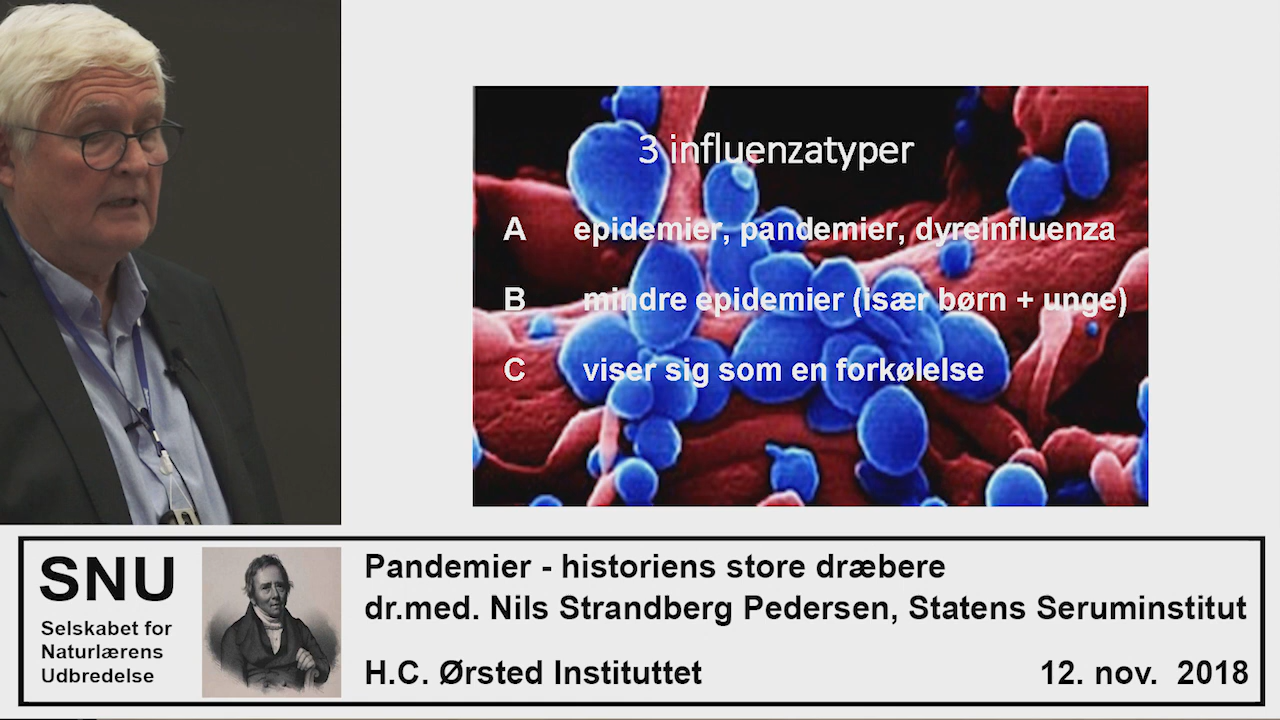 3 influenzatyper
A epidemier, pandemier, dyreinfluenza
B mindre epidemier (især børn + unge)
C viser sig som en forkølelse
SNU
Selskabet for
Naturlærens
Udbredelse
Pandemier - historiens store dræbere
dr.med. Nils Strandberg Pedersen, Statens Seruminstitut
H.C. Ørsted Instituttet
12. nov. 2018